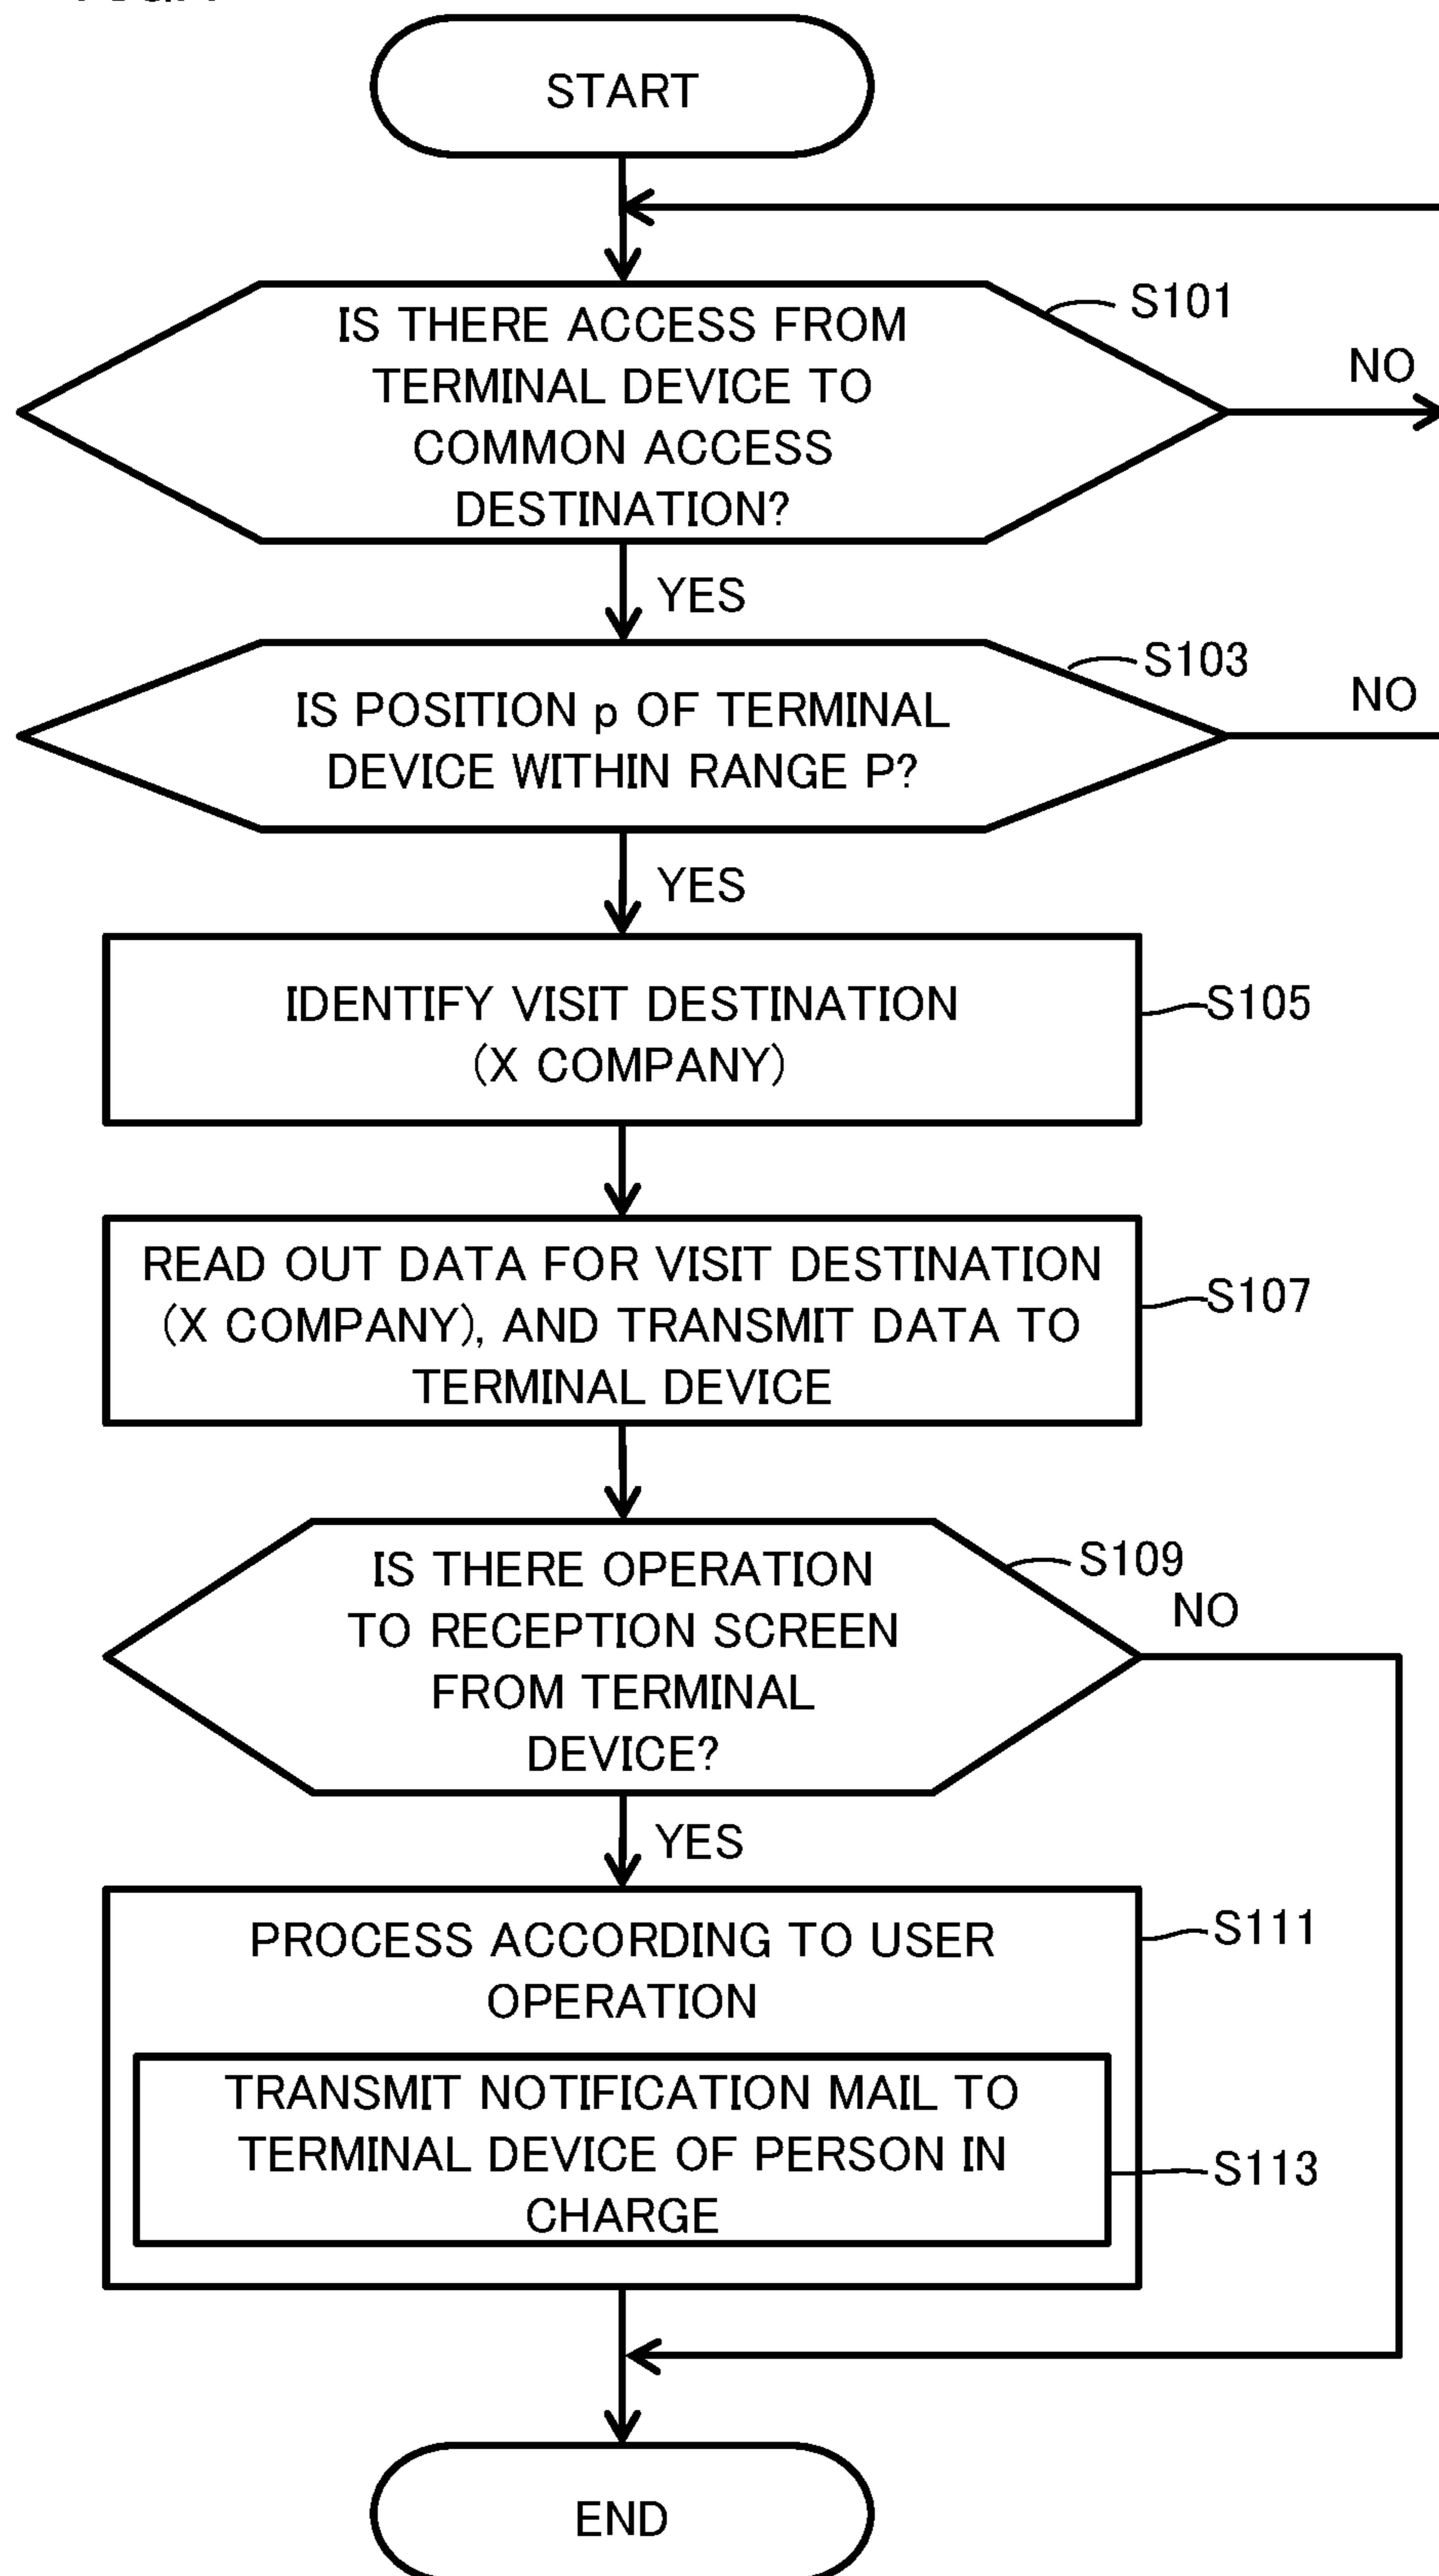 START
IS THERE ACCESS FROM
TERMINAL DEVICE TO
COMMON ACCESS
DESTINATION?
S101
NO
YES
IS POSITION p OF TERMINAL
DEVICE WITHIN RANGE P?
S103
NO
YES
IDENTIFY VISIT DESTINATION
(X COMPANY)
S105
READ OUT DATA FOR VISIT DESTINATION
(X COMPANY), AND TRANSMIT DATA TO
TERMINAL DEVICE
S107
IS THERE OPERATION
TO RECEPTION SCREEN
FROM TERMINAL
DEVICE?
S109
NO
YES
PROCESS ACCORDING TO USER
OPERATION
S111
TRANSMIT NOTIFICATION MAIL TO
TERMINAL DEVICE OF PERSON IN
CHARGE
S113
END